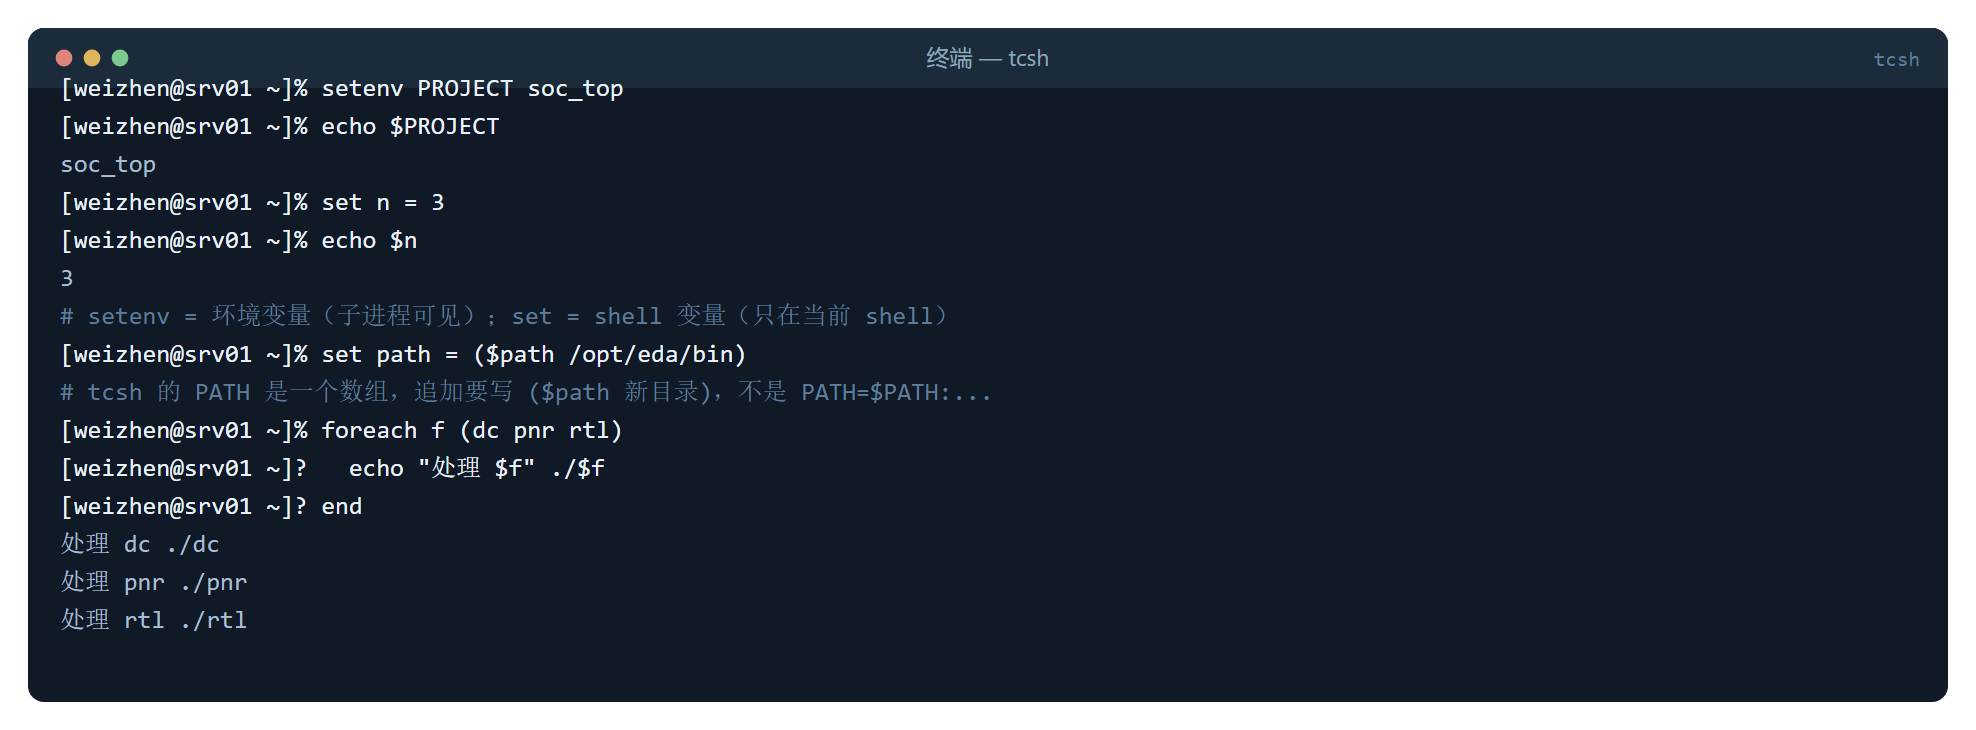 终端 — tcsh
tcsh
[weizhen@srv01 ~]% setenv PROJECT soc_top
[weizhen@srv01 ~]% echo $PROJECT
soc_top
[weizhen@srv01 ~]% set n = 3
[weizhen@srv01 ~]% echo $n
3
# setenv = 环境变量（子进程可见）；set = shell 变量（只在当前 shell）
[weizhen@srv01 ~]% set path = ($path /opt/eda/bin)
# tcsh 的 PATH 是一个数组，追加要写 ($path 新目录)，不是 PATH=$PATH:...
[weizhen@srv01 ~]% foreach f (dc pnr rtl)
[weizhen@srv01 ~]?   echo "处理 $f" ./$f
[weizhen@srv01 ~]? end
处理 dc ./dc
处理 pnr ./pnr
处理 rtl ./rtl